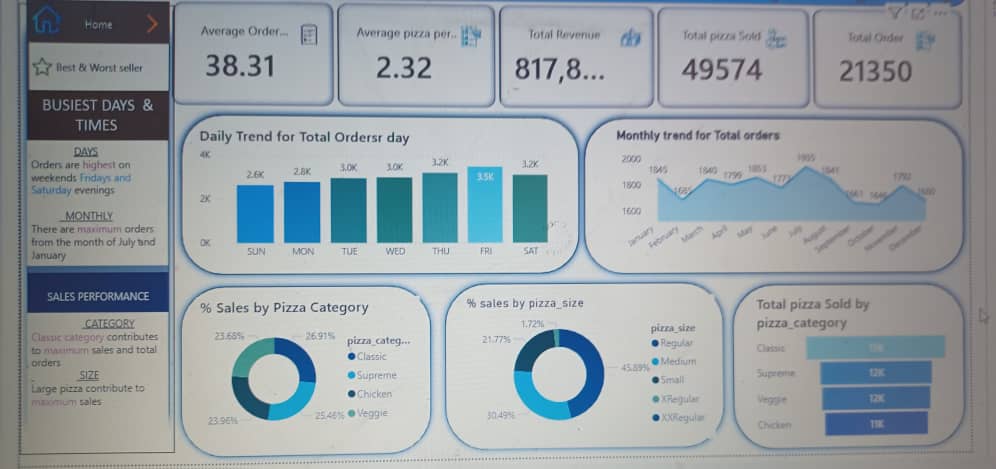 Home
Best & Worst seller
BUSIEST DAYS &
TIMES
DAYS
Orders are highest on
weekends Fridays and
Saturday evenings
MONTHLY
There are maximum orders
from the month of July and
January
SALES PERFORMANCE
CATEGORY
Classic category contributes
to maximum sales and total
orders
SIZE
Large pizza contribute to
maximum sales
Average Order...
38.31
Average pizza per..
2.32
Total Revenue
817,8...
Total pizza Sold
49574
Total Order
21350
Daily Trend for Total Ordersr day
4K
2K
0K
2.6K 2.8K 3.0K 3.0K 3.2K 3.5K 3.2K
SUN MON TUE WED THU FRI SAT
Monthly trend for Total orders
2000
1800
1600
1845 1685 1840 1799 1853 1773 1935 1841 1661 1646 1792 1680
January February March April May June July August September October November December
% Sales by Pizza Category
23.68% 26.91%
23.96% 25.46%
pizza_categ...
Classic
Supreme
Chicken
Veggie
% sales by pizza_size
1.72%
21.77%
45.89%
30.49%
pizza_size
Regular
Medium
Small
XRegular
XXRegular
Total pizza Sold by
pizza_category
Classic
Supreme 12K
Veggie 12K
Chicken 11K